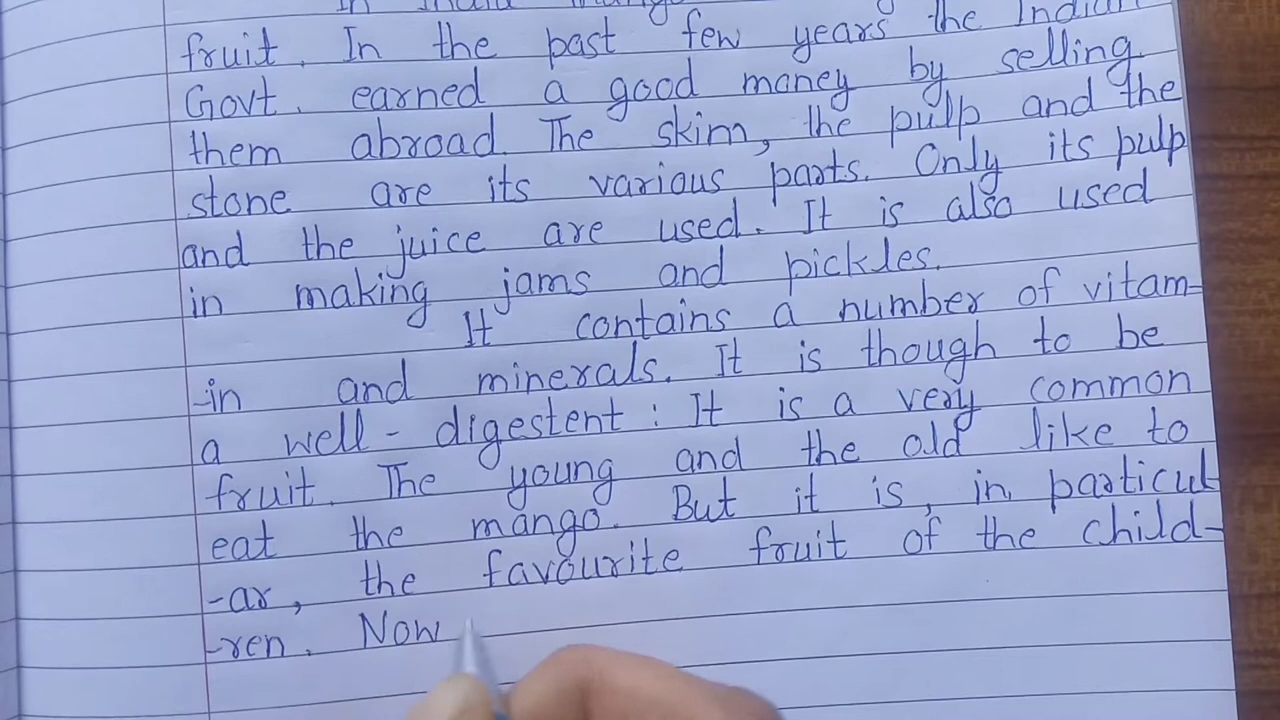 In India mango
fruit. In the past few years the Indian
Govt. earned a good money by selling
them abroad. The skim, the pulp and the
stone are its various parts. Only its pulp
and the juice are used. It is also used
in making jams and pickles.
It contains a number of vitam-
-in and minerals. It is though to be
a well-digestent : It is a very common
fruit. The young and the old like to
eat the mango. But it is, in particul
-ar, the favourite fruit of the child-
-ren. Now